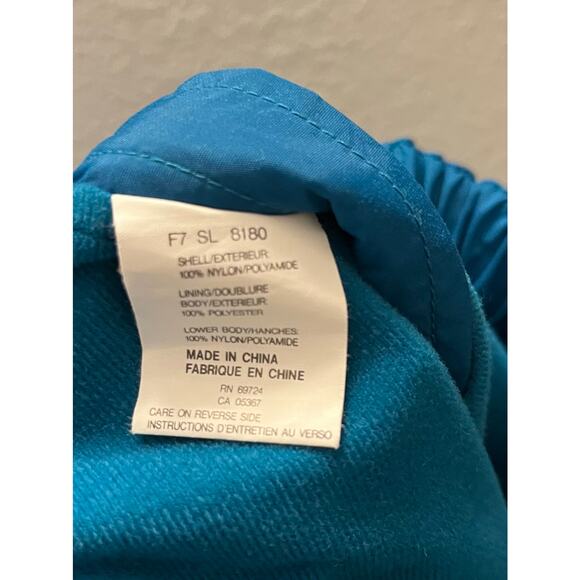 F7 SL 8180
SHELL/EXTERIEUR:
100% NYLON/POLYAMIDE
LINING/DOUBLURE
BODY/EXTERIEUR:
100% POLYESTER
LOWER BODY/HANCHES:
100% NYLON/POLYAMIDE
MADE IN CHINA
FABRIQUE EN CHINE
RN 69724
CA 05367
CARE ON REVERSE SIDE
INSTRUCTIONS D'ENTRETIEN AU VERSO